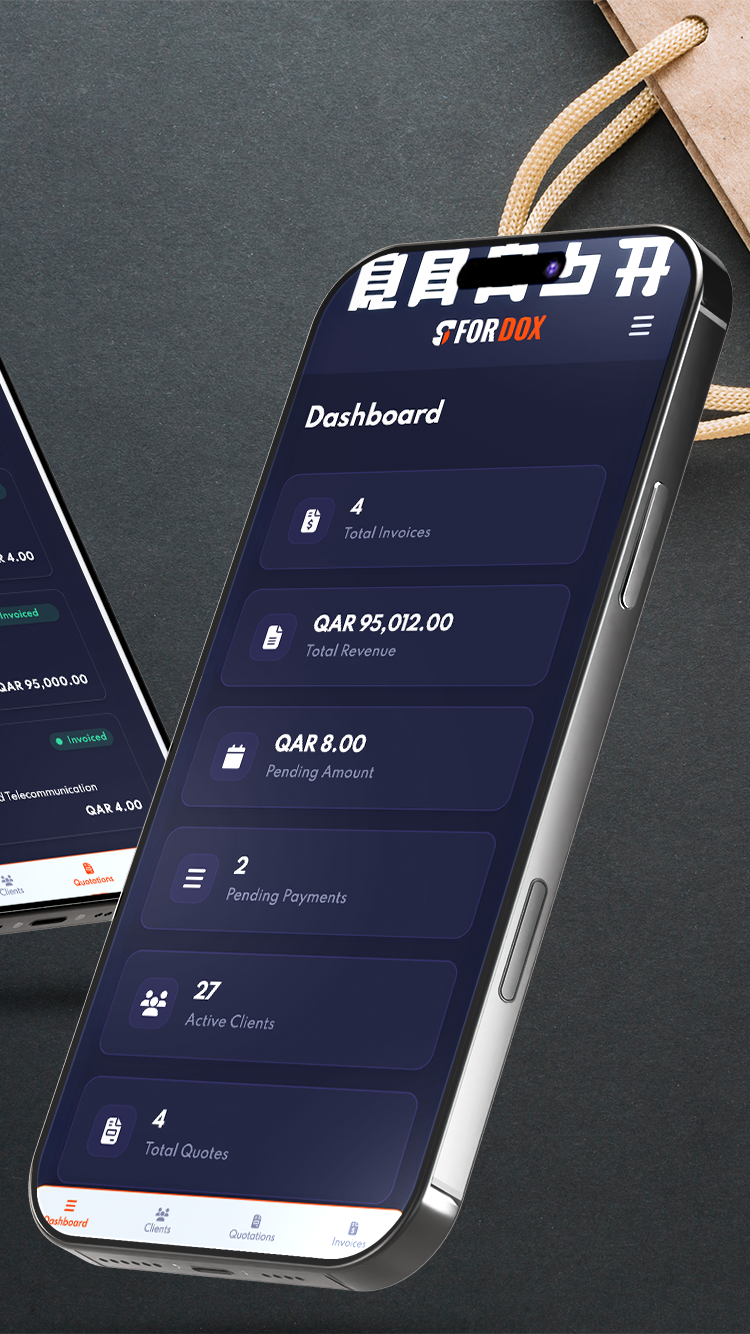 FORDOX
Dashboard
4
Total Invoices
QAR 95,012.00
Total Revenue
QAR 8.00
Pending Amount
2
Pending Payments
27
Active Clients
4
Total Quotes
Dashboard
Clients
Quotations
Invoices
4.00
Invoiced
QAR 95,000.00
Invoiced
Telecommunication
QAR 4.00
Clients
Quotations